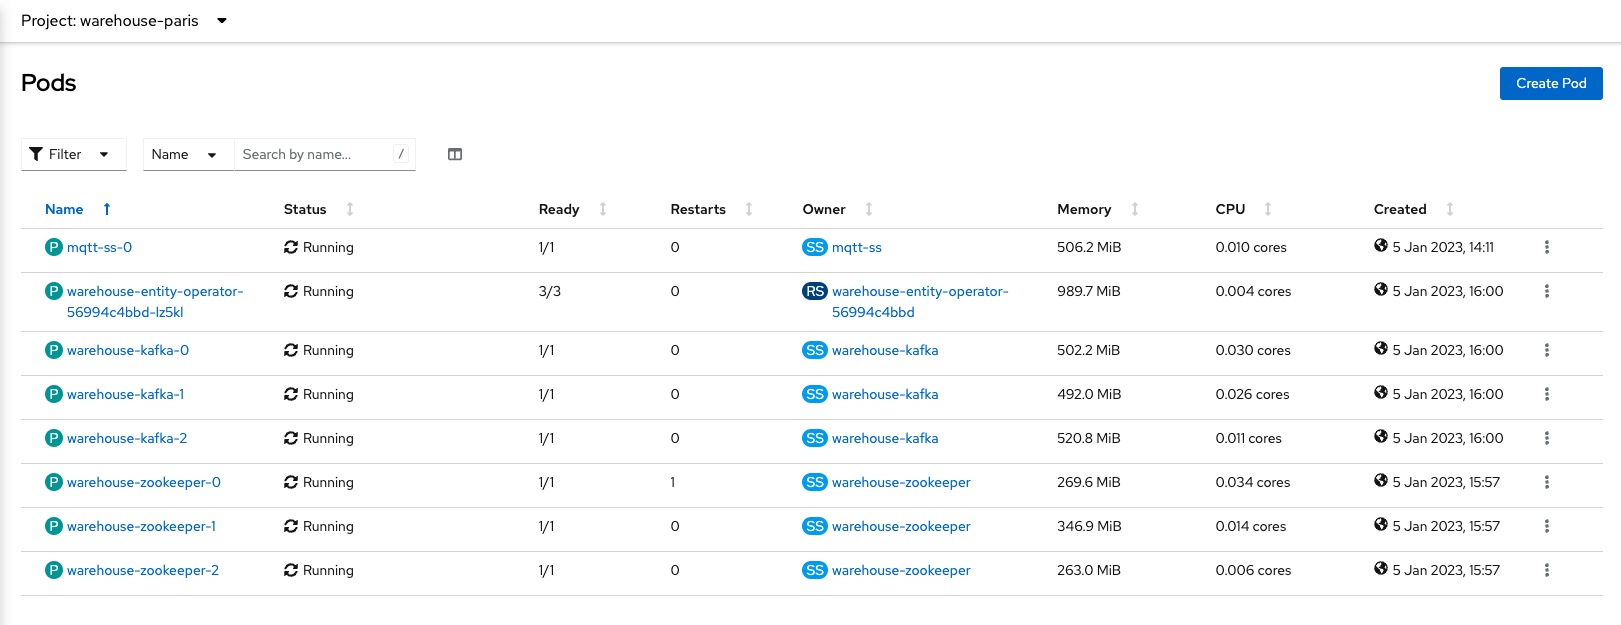 Project: warehouse-paris
Pods
Create Pod
Filter Name Search by name... /
Name Status Ready Restarts Owner Memory CPU Created
P mqtt-ss-0 Running 1/1 0 SS mqtt-ss 506.2 MiB 0.010 cores 5 Jan 2023, 14:11
P warehouse-entity-operator- Running 3/3 0 RS warehouse-entity-operator- 989.7 MiB 0.004 cores 5 Jan 2023, 16:00
56994c4bbd-lz5kl 56994c4bbd
P warehouse-kafka-0 Running 1/1 0 SS warehouse-kafka 502.2 MiB 0.030 cores 5 Jan 2023, 16:00
P warehouse-kafka-1 Running 1/1 0 SS warehouse-kafka 492.0 MiB 0.026 cores 5 Jan 2023, 16:00
P warehouse-kafka-2 Running 1/1 0 SS warehouse-kafka 520.8 MiB 0.011 cores 5 Jan 2023, 16:00
P warehouse-zookeeper-0 Running 1/1 1 SS warehouse-zookeeper 269.6 MiB 0.034 cores 5 Jan 2023, 15:57
P warehouse-zookeeper-1 Running 1/1 0 SS warehouse-zookeeper 346.9 MiB 0.014 cores 5 Jan 2023, 15:57
P warehouse-zookeeper-2 Running 1/1 0 SS warehouse-zookeeper 263.0 MiB 0.006 cores 5 Jan 2023, 15:57